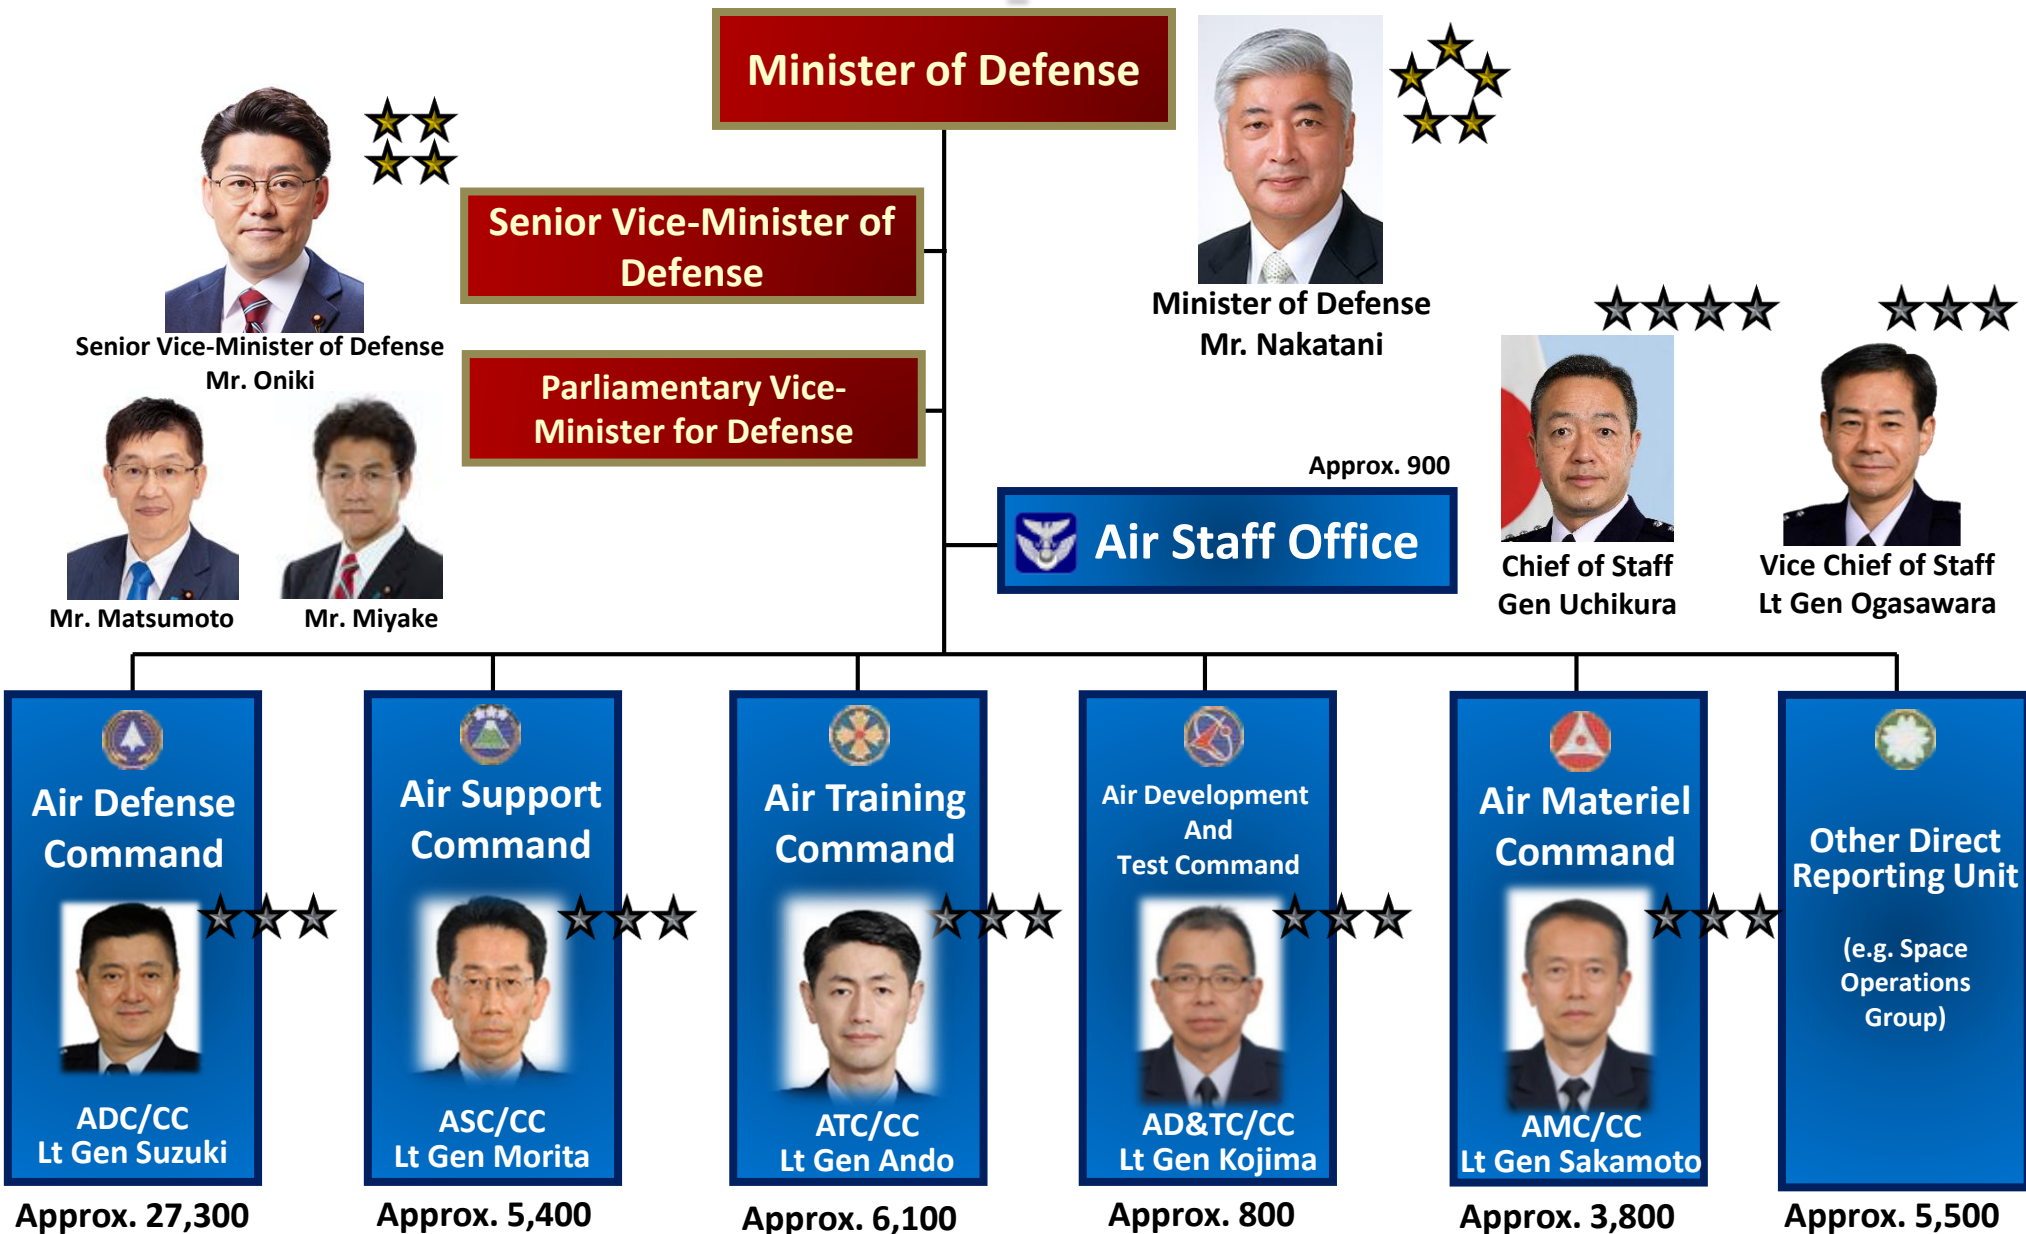 Minister of Defense
Senior Vice-Minister of
Defense
Minister of Defense
Mr. Nakatani
Senior Vice-Minister of Defense
Mr. Oniki
Parliamentary Vice-
Minister for Defense
Approx. 900
Air Staff Office
Chief of Staff
Gen Uchikura
Vice Chief of Staff
Lt Gen Ogasawara
Mr. Matsumoto
Mr. Miyake
Air Defense
Command
ADC/CC
Lt Gen Suzuki
Approx. 27,300
Air Support
Command
ASC/CC
Lt Gen Morita
Approx. 5,400
Air Training
Command
ATC/CC
Lt Gen Ando
Approx. 6,100
Air Development
And
Test Command
AD&TC/CC
Lt Gen Kojima
Approx. 800
Air Materiel
Command
AMC/CC
Lt Gen Sakamoto
Approx. 3,800
Other Direct
Reporting Unit
(e.g. Space
Operations
Group)
Approx. 5,500